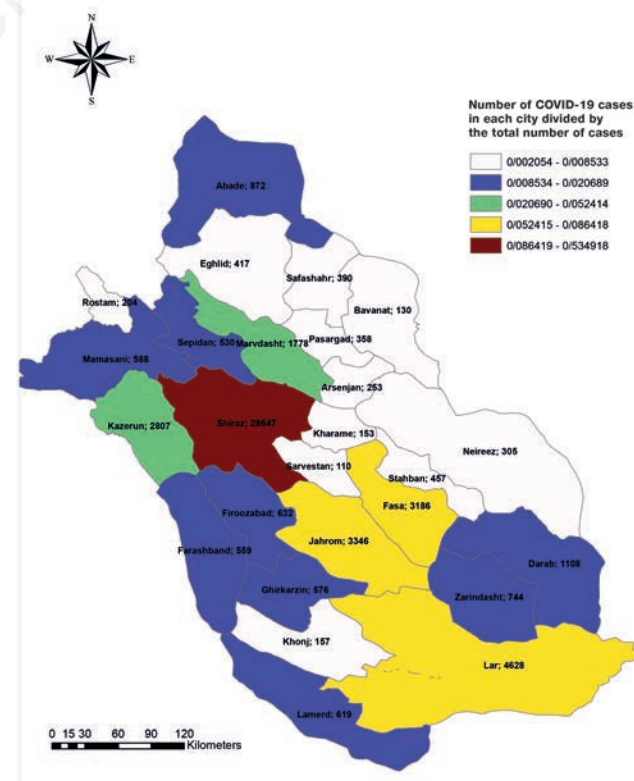 N
W
E
S
Number of COVID-19 cases
in each city divided by
the total number of cases
0/002054 - 0/008533
0/008534 - 0/020689
0/020690 - 0/052414
0/052415 - 0/086418
0/086419 - 0/534918
Abade; 872
Eghlid; 417
Safashahr; 390
Rostam; 204
Bavanat; 130
Sepidan; 530
Marvdasht; 1778
Pasargad; 358
Mamasani; 588
Arsenjan; 253
Kazerun; 2807
Shiraz; 28647
Kharame; 153
Neireez; 305
Sarvestan; 110
Stahban; 457
Fasa; 3186
Firoozabad; 632
Jahrom; 3346
Farashband; 559
Darab; 1108
Ghirkarzin; 576
Zarindasht; 744
Khonj; 157
Lar; 4628
Lamerd; 619
0 15 30 60 90 120
Kilometers